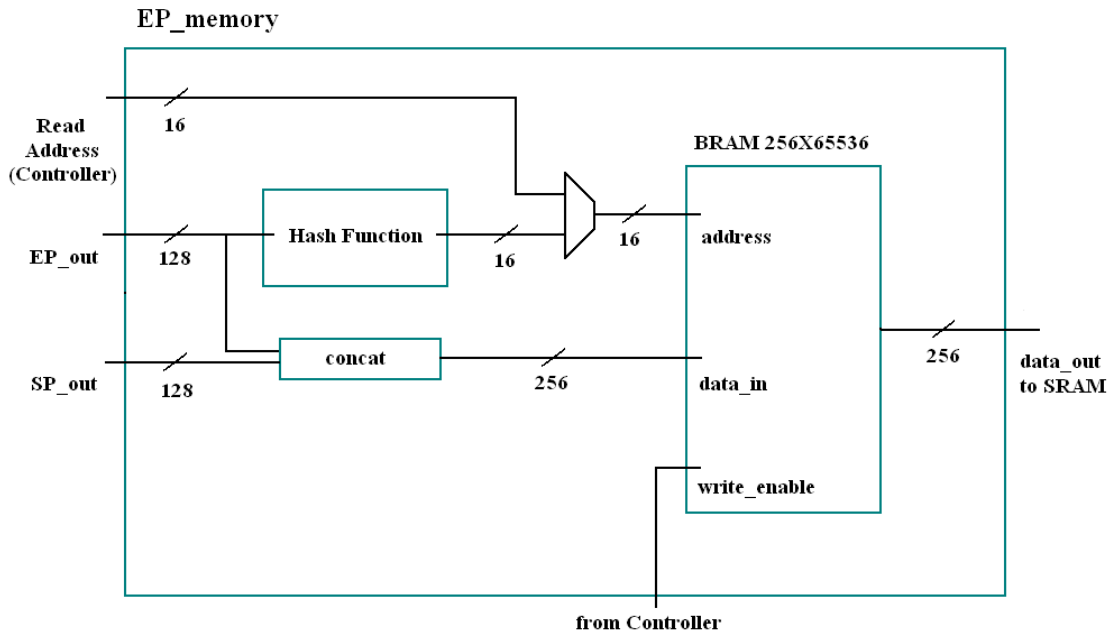 EP_memory
16
Read
Address
(Controller)
BRAM 256X65536
Hash Function
EP_out
128
16
16
address
concat
SP_out
128
256
data_in
256
data_out
to SRAM
write_enable
from Controller